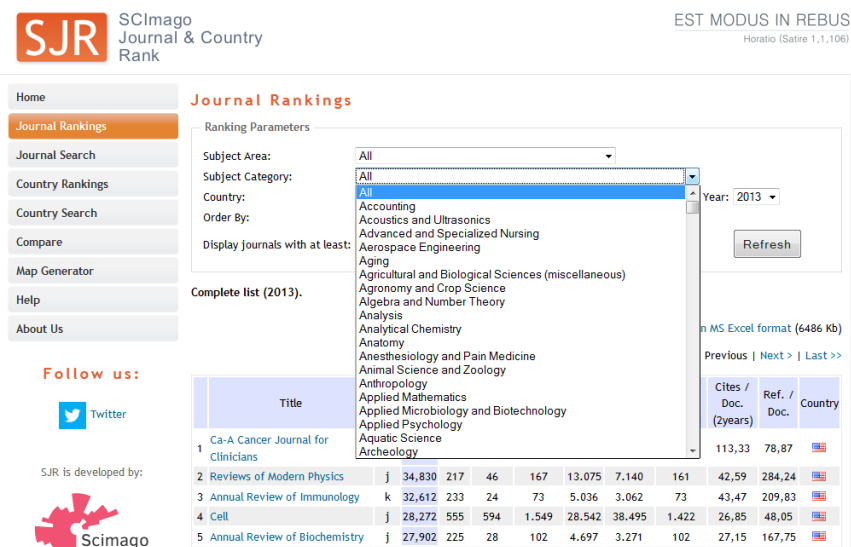 SJR
SCImago
Journal & Country
Rank
EST MODUS IN REBUS
Horatio (Satire 1,1,106)
Home
Journal Rankings
Journal Search
Country Rankings
Country Search
Compare
Map Generator
Help
About Us
Follow us:
Twitter
SJR is developed by:
Scimago
Journal Rankings
Ranking Parameters
Subject Area: All
Subject Category: All
Country:
Year: 2013
Order By:
Display journals with at least:
Refresh
All
Accounting
Acoustics and Ultrasonics
Advanced and Specialized Nursing
Aerospace Engineering
Aging
Agricultural and Biological Sciences (miscellaneous)
Agronomy and Crop Science
Algebra and Number Theory
Analysis
Analytical Chemistry
Anatomy
Anesthesiology and Pain Medicine
Animal Science and Zoology
Anthropology
Applied Mathematics
Applied Microbiology and Biotechnology
Applied Psychology
Aquatic Science
Archeology
Complete list (2013).
n MS Excel format (6486 Kb)
Previous | Next > | Last >>
Title
Cites /
Doc.
(2years)
Ref. /
Doc.
Country
1 Ca-A Cancer Journal for
Clinicians
113,33 78,87
2 Reviews of Modern Physics j 34,830 217 46 167 13.075 7.140 161 42,59 284,24
3 Annual Review of Immunology k 32,612 233 24 73 5.036 3.062 73 43,47 209,83
4 Cell j 28,272 555 594 1.549 28.542 38.495 1.422 26,85 48,05
5 Annual Review of Biochemistry j 27,902 225 28 102 4.697 3.271 102 27,15 167,75